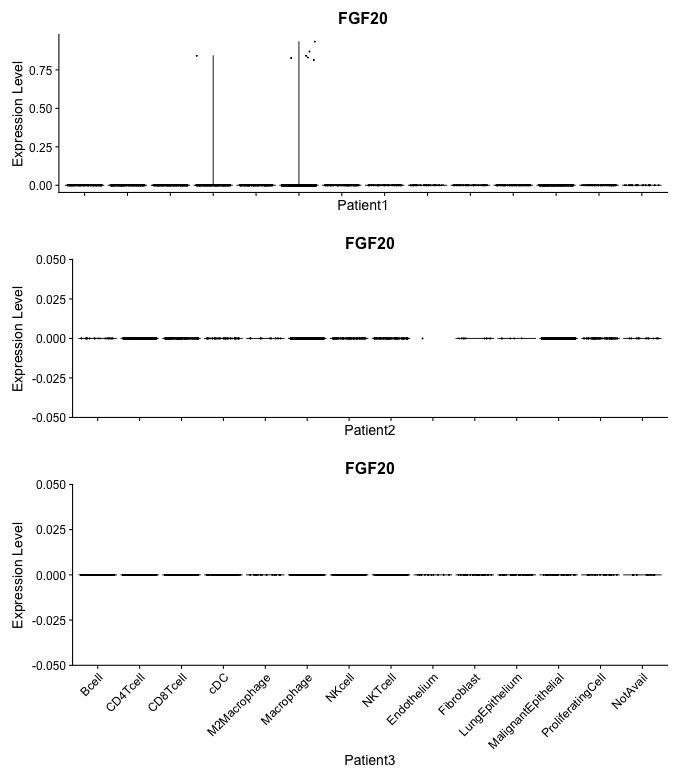 FGF20
Expression Level
0.75
0.50
0.25
0.00
Patient1
FGF20
Expression Level
0.050
0.025
0.000
-0.025
-0.050
Patient2
FGF20
Expression Level
0.050
0.025
0.000
-0.025
-0.050
Bcell
CD4Tcell
CD8Tcell
cDC
M2Macrophage
Macrophage
NKcell
NKTcell
Endothelium
Fibroblast
LungEpithelium
MalignantEpithelial
ProliferatingCell
NotAvail
Patient3